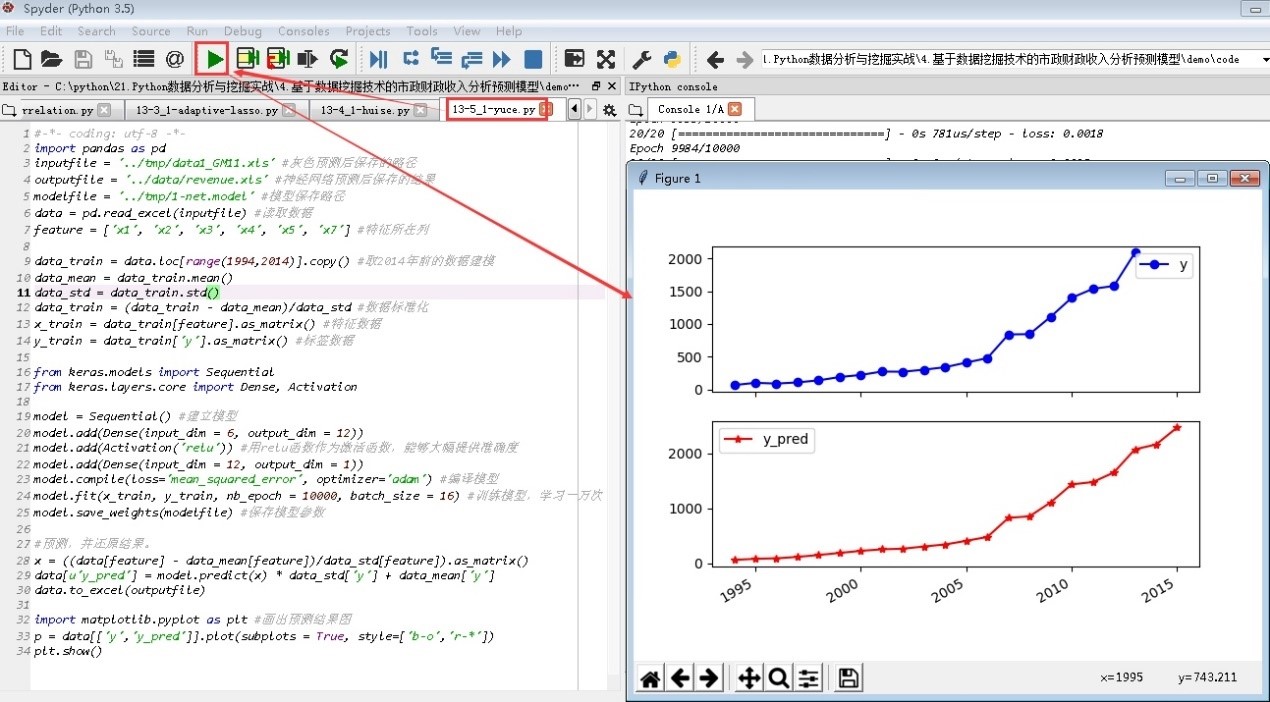 Spyder (Python 3.5)
File Edit Search Source Run Debug Consoles Projects Tools View Help
l.Python数据分析与挖掘实战\4.基于数据挖掘技术的市政财政收入分析预测模型\demo\code
Editor - C:\python\21.Python数据分析与挖掘实战\4.基于数据挖掘技术的市政财政收入分析预测模型\demo...
IPython console
rrelation.py 13-3_1-adaptive-lasso.py 13-4_1-huise.py 13-5_1-yuce.py
Console 1/A
1 #-*- coding: utf-8 -*-
2 import pandas as pd
3 inputfile = '../tmp/data1_GM11.xls' #灰色预测后保存的路径
4 outputfile = '../data/revenue.xls' #神经网络预测后保存的结果
5 modelfile = '../tmp/1-net.model' #模型保存路径
6 data = pd.read_excel(inputfile) #读取数据
7 feature = ['x1', 'x2', 'x3', 'x4', 'x5', 'x7'] #特征所在列
8
9 data_train = data.loc[range(1994,2014)].copy() #取2014年前的数据建模
10 data_mean = data_train.mean()
11 data_std = data_train.std()
12 data_train = (data_train - data_mean)/data_std #数据标准化
13 x_train = data_train[feature].as_matrix() #特征数据
14 y_train = data_train['y'].as_matrix() #标签数据
15
16 from keras.models import Sequential
17 from keras.layers.core import Dense, Activation
18
19 model = Sequential() #建立模型
20 model.add(Dense(input_dim = 6, output_dim = 12))
21 model.add(Activation('relu')) #用relu函数作为激活函数，能够大幅提供准确度
22 model.add(Dense(input_dim = 12, output_dim = 1))
23 model.compile(loss='mean_squared_error', optimizer='adam') #编译模型
24 model.fit(x_train, y_train, nb_epoch = 10000, batch_size = 16) #训练模型，学习一万次
25 model.save_weights(modelfile) #保存模型参数
26
27 #预测，并还原结果。
28 x = ((data[feature] - data_mean[feature])/data_std[feature]).as_matrix()
29 data[u'y_pred'] = model.predict(x) * data_std['y'] + data_mean['y']
30 data.to_excel(outputfile)
31
32 import matplotlib.pyplot as plt #画出预测结果图
33 p = data[['y','y_pred']].plot(subplots = True, style=['b-o','r-*'])
34 plt.show()
20/20 [==============================] - 0s 781us/step - loss: 0.0018
Epoch 9984/10000
Figure 1
2000
1500
1000
500
0
y
y_pred
2000
1000
0
1995 2000 2005 2010 2015
x=1995 y=743.211